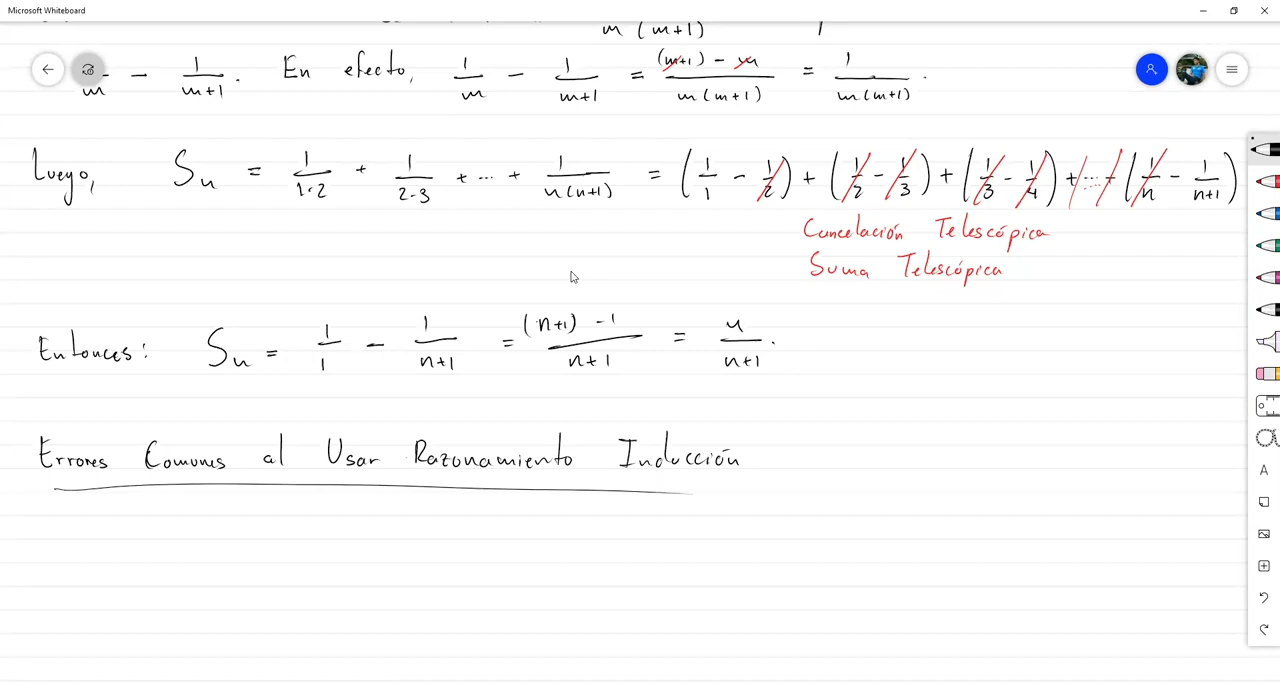 Microsoft Whiteboard
m(m+1)
1/m - 1/(m+1). En efecto, 1/m - 1/(m+1) = ((m+1) - m)/(m(m+1)) = 1/(m(m+1)).
Luego, Sn = 1/(1·2) + 1/(2·3) + ... + 1/(n(n+1)) = (1/1 - 1/2) + (1/2 - 1/3) + (1/3 - 1/4) + ... + (1/n - 1/(n+1))
Cancelación Telescópica
Suma Telescópica
Entonces: Sn = 1/1 - 1/(n+1) = ((n+1) - 1)/(n+1) = n/(n+1).
Errores Comunes al Usar Razonamiento Inducción